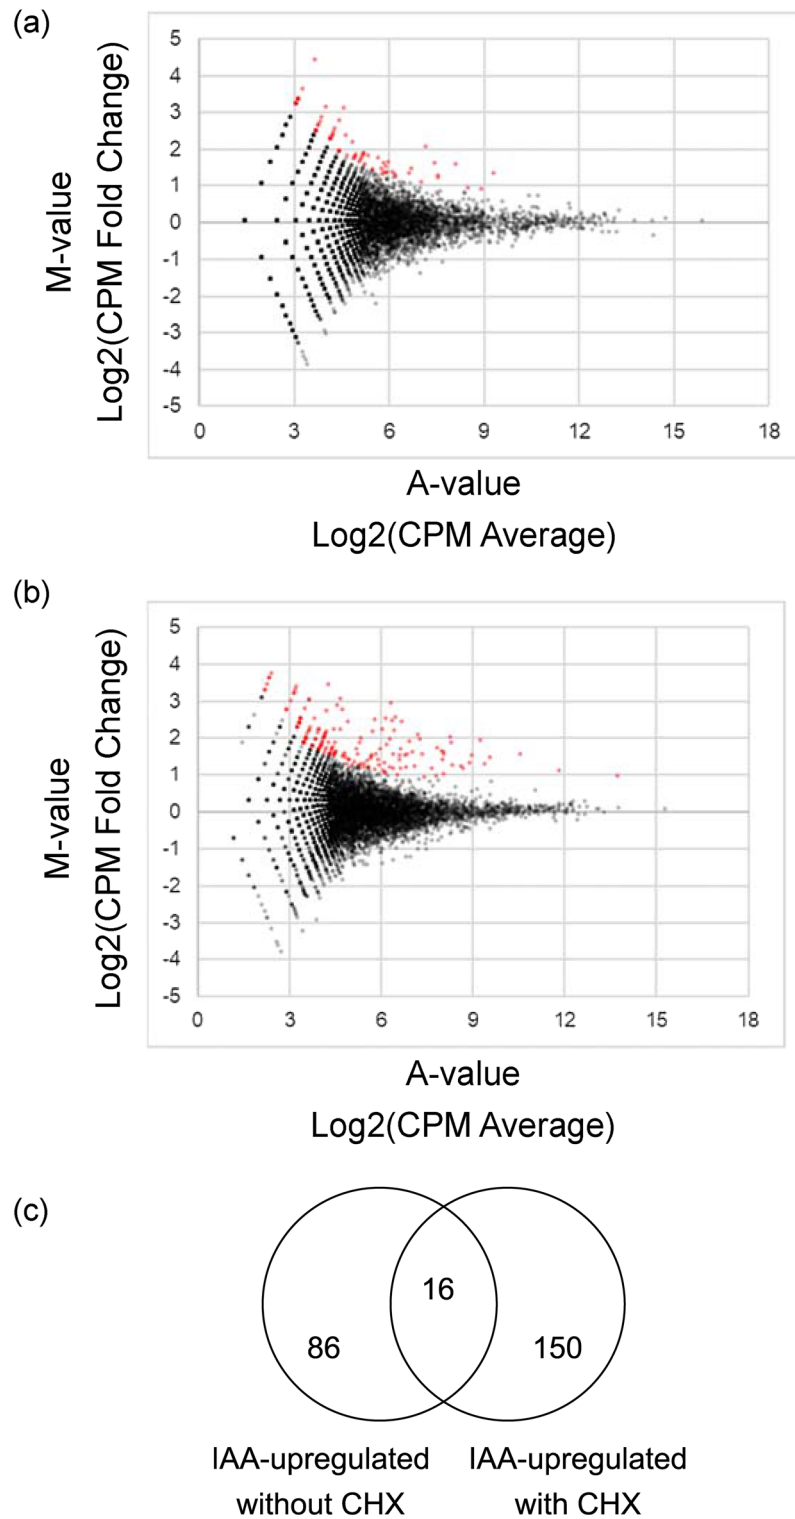 (a)
5
4
3
2
1
0
-1
-2
-3
-4
-5
0 3 6 9 12 15 18
M-value
Log2(CPM Fold Change)
A-value
Log2(CPM Average)
(b)
5
4
3
2
1
0
-1
-2
-3
-4
-5
0 3 6 9 12 15 18
M-value
Log2(CPM Fold Change)
A-value
Log2(CPM Average)
(c)
16
86 150
IAA-upregulated IAA-upregulated
without CHX with CHX